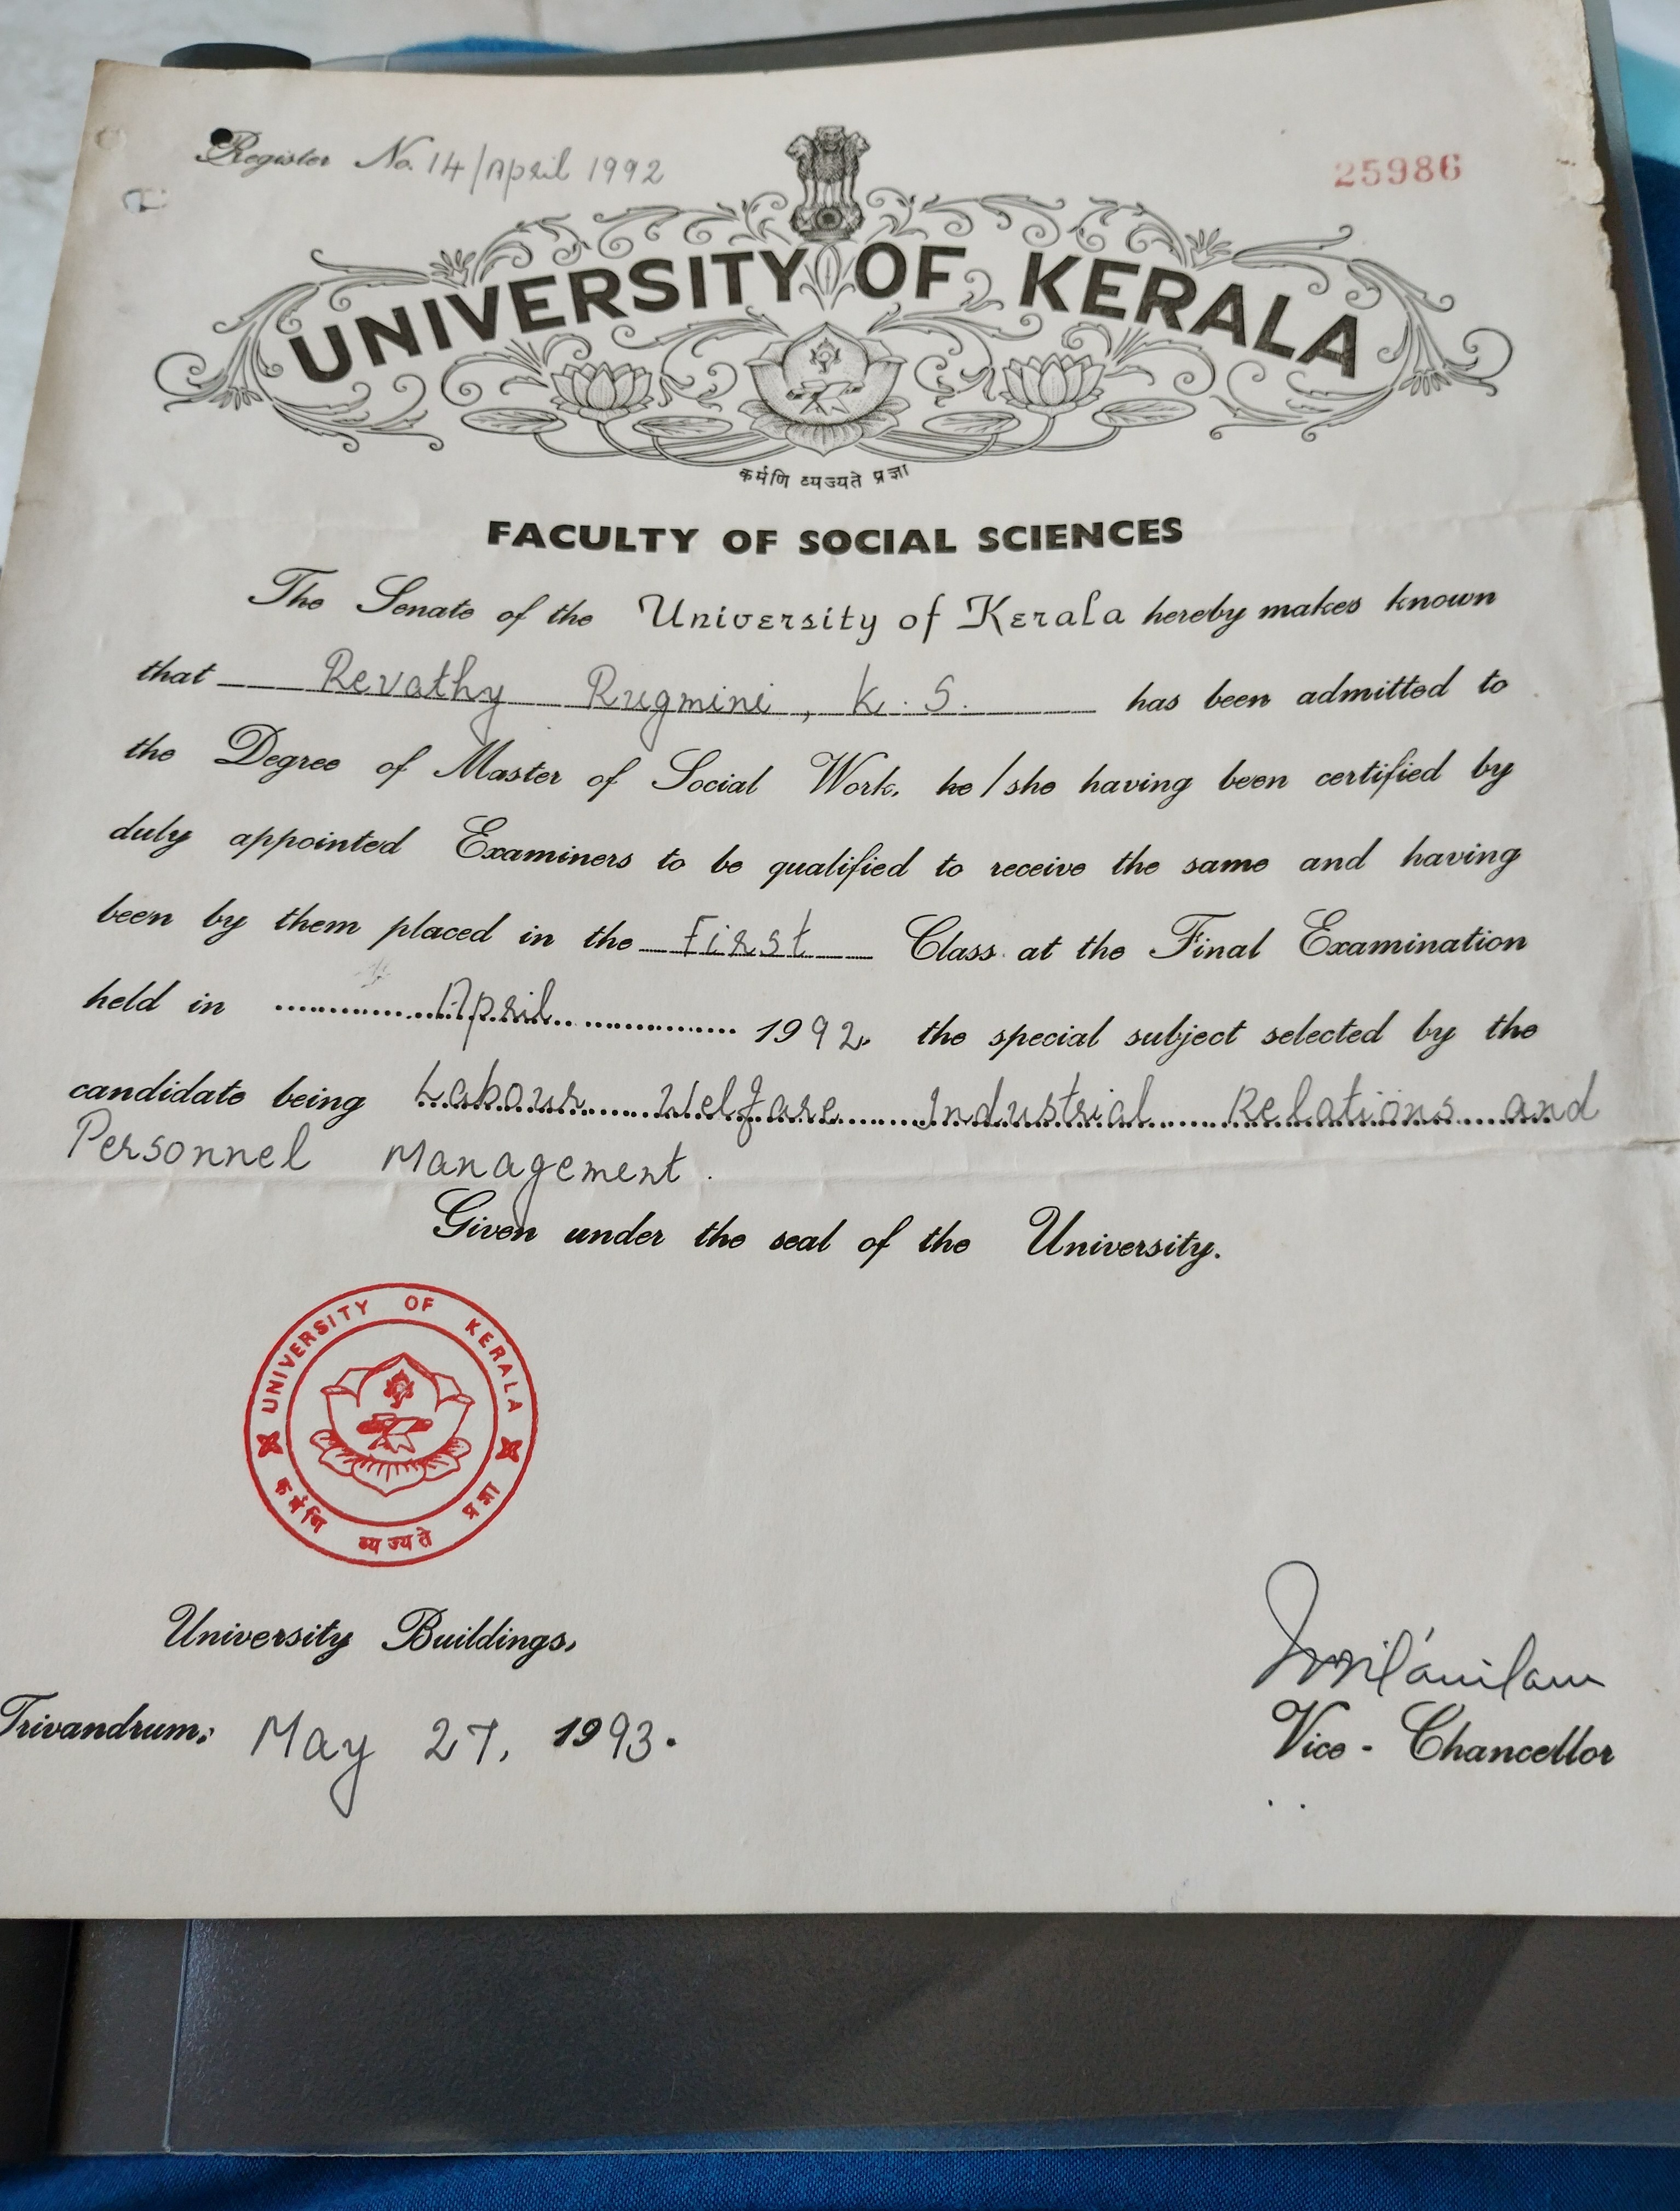 Register No. 14/April 1992
25986
UNIVERSITY OF KERALA
कर्मणि व्यज्यते प्रज्ञा
FACULTY OF SOCIAL SCIENCES
The Senate of the University of Kerala hereby makes known
that Revathy Rugmini, K. S. has been admitted to
the Degree of Master of Social Work, he/she having been certified by
duly appointed Examiners to be qualified to receive the same and having
been by them placed in the First Class at the Final Examination
held in April 1992, the special subject selected by the
candidate being Labour Welfare Industrial Relations and
Personnel Management.
Given under the seal of the University.
UNIVERSITY OF KERALA
कर्मणि व्यज्यते प्रज्ञा
University Buildings,
Trivandrum: May 27, 1993.
Vice-Chancellor